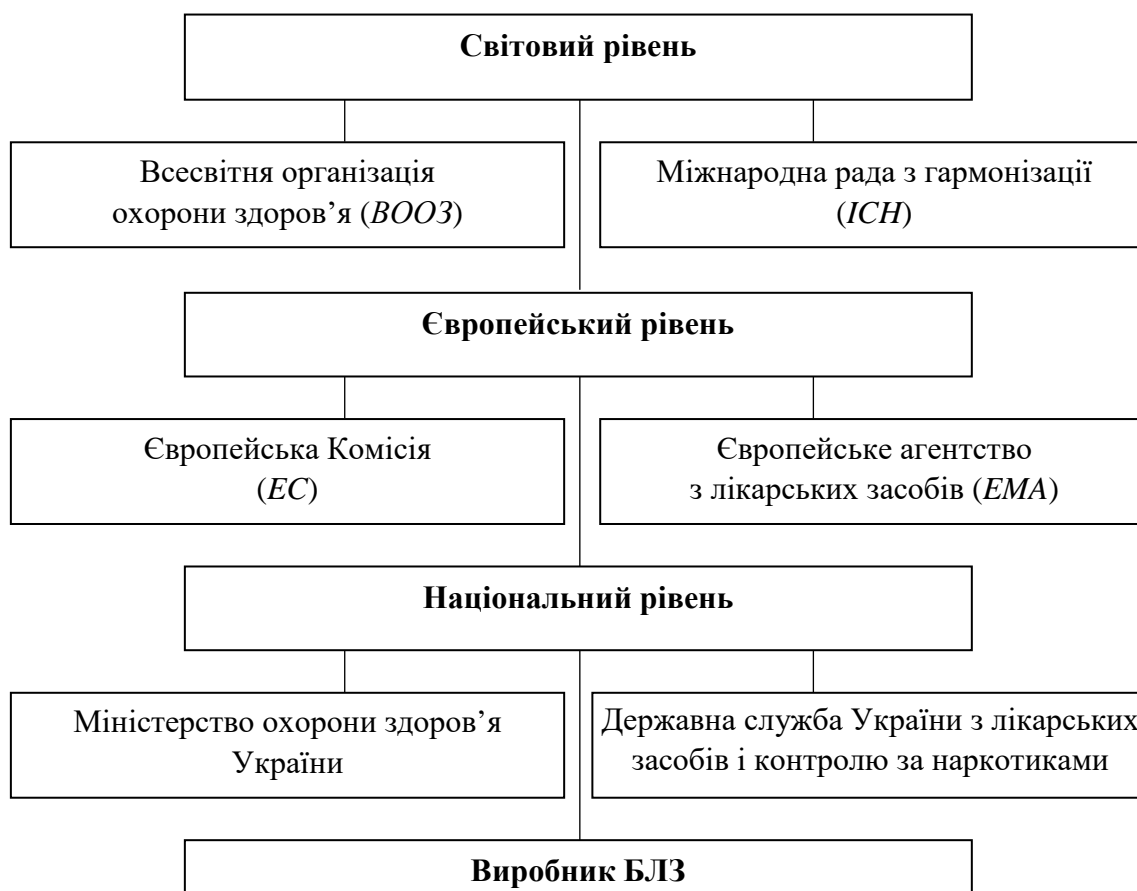 Світовий рівень
Всесвітня організація
охорони здоров’я (ВООЗ)
Міжнародна рада з гармонізації
(ICH)
Європейський рівень
Європейська Комісія
(EC)
Європейське агентство
з лікарських засобів (EMA)
Національний рівень
Міністерство охорони здоров’я
України
Державна служба України з лікарських
засобів і контролю за наркотиками
Виробник БЛЗ